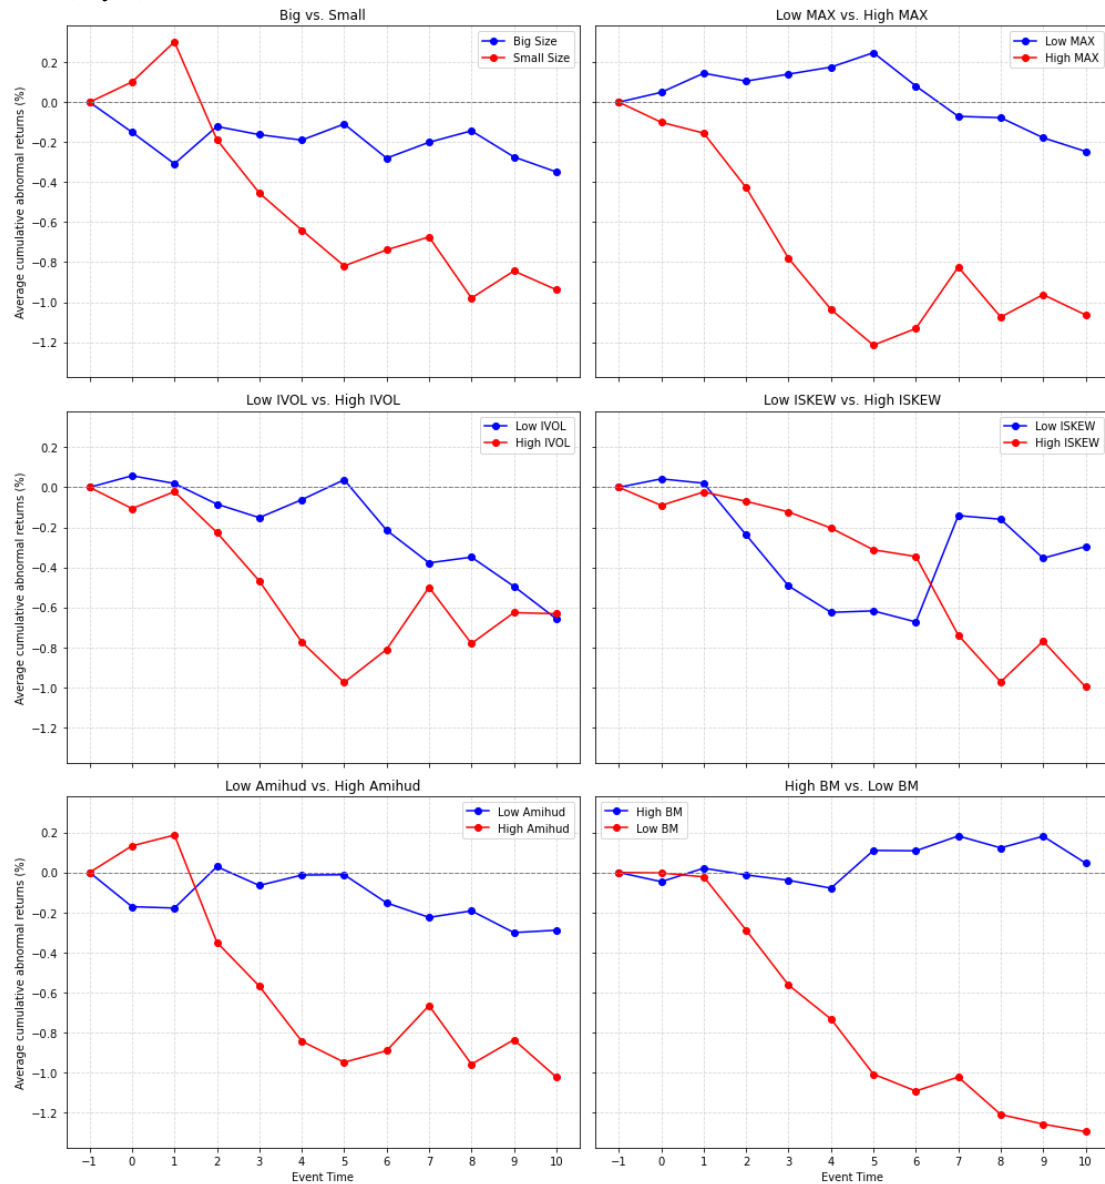 Big vs. Small
Big Size
Small Size
0.2
0.0
−0.2
−0.4
−0.6
−0.8
−1.0
−1.2
Average cumulative abnormal returns (%)
Low MAX vs. High MAX
Low MAX
High MAX
Low IVOL vs. High IVOL
Low IVOL
High IVOL
0.2
0.0
−0.2
−0.4
−0.6
−0.8
−1.0
−1.2
Average cumulative abnormal returns (%)
Low ISKEW vs. High ISKEW
Low ISKEW
High ISKEW
Low Amihud vs. High Amihud
Low Amihud
High Amihud
0.2
0.0
−0.2
−0.4
−0.6
−0.8
−1.0
−1.2
Average cumulative abnormal returns (%)
−1 0 1 2 3 4 5 6 7 8 9 10
Event Time
High BM vs. Low BM
High BM
Low BM
−1 0 1 2 3 4 5 6 7 8 9 10
Event Time